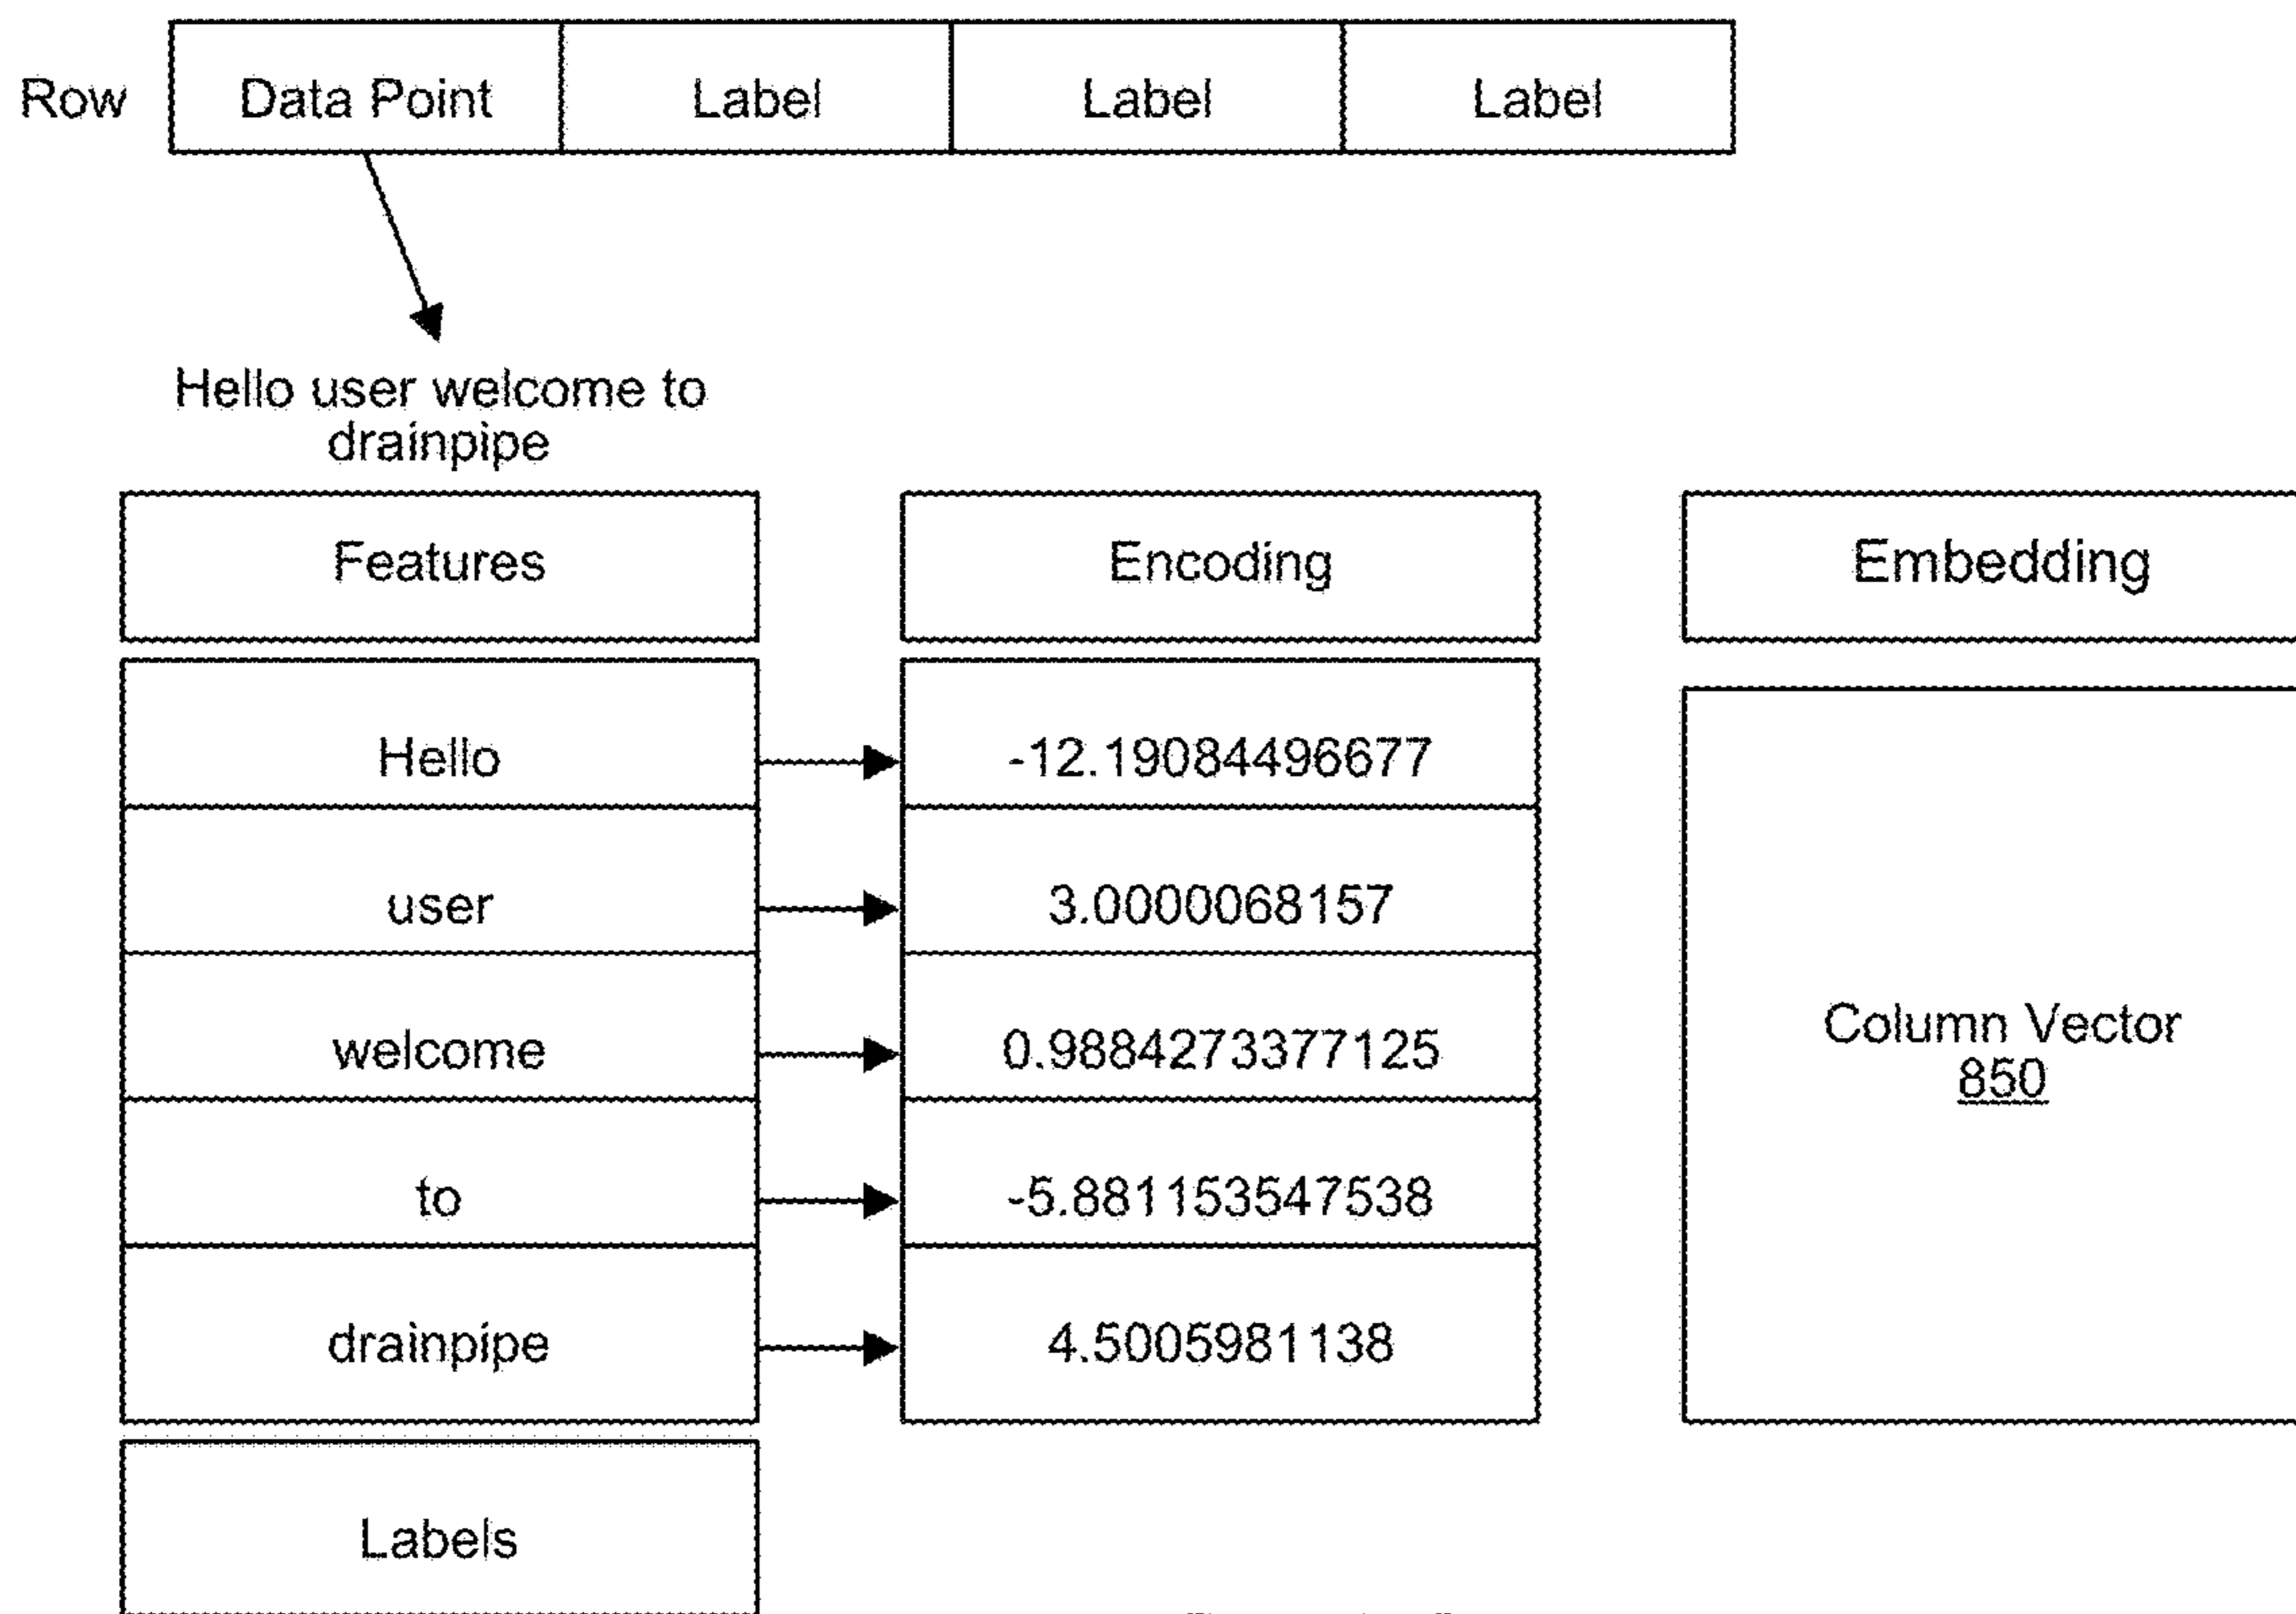 Row
Data Point
Label
Label
Label
Hello user welcome to
drainpipe
Features
Encoding
Embedding
Hello
-12.19084496677
user
3.0000068157
welcome
0.9884273377125
to
-5.881153547538
drainpipe
4.5005981138
Column Vector
850
Labels